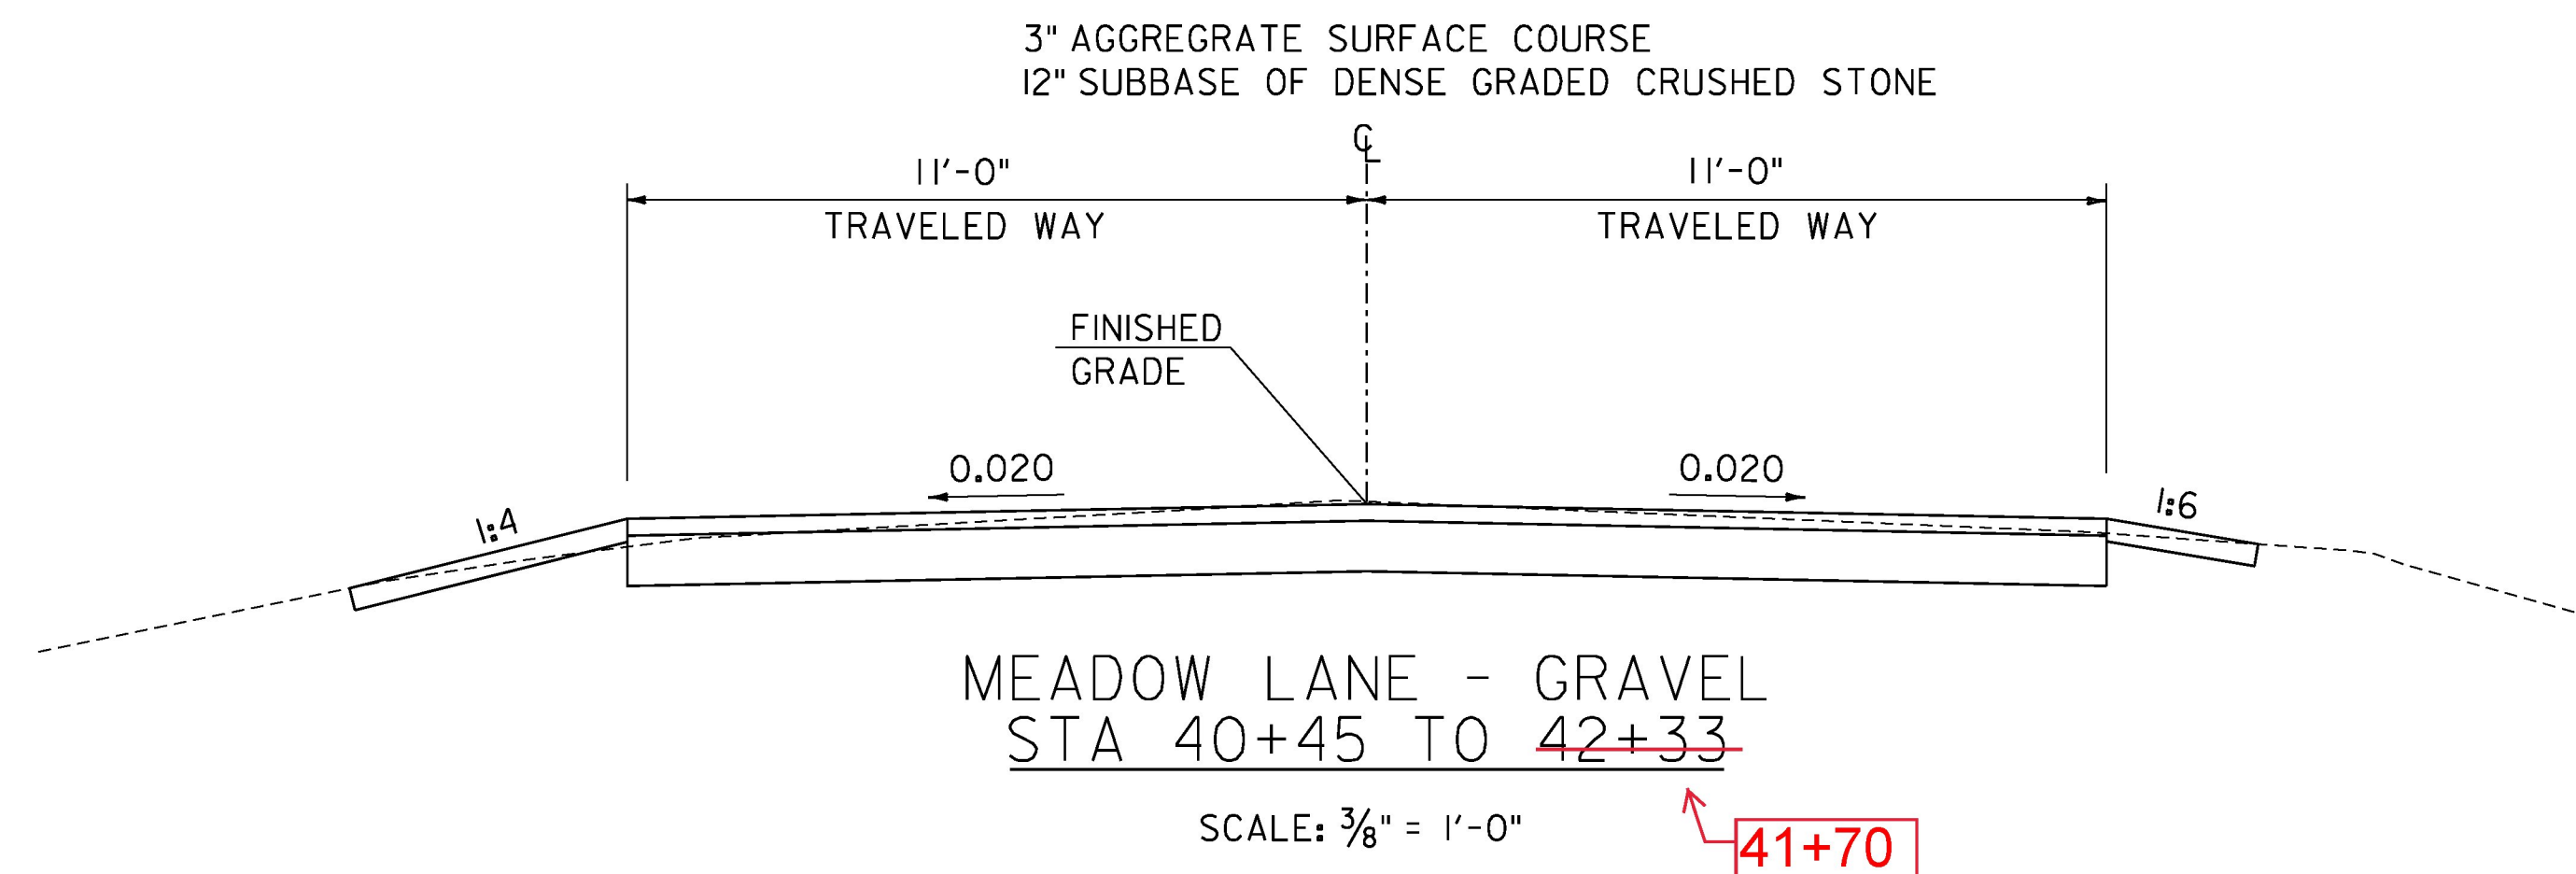 3" AGGREGRATE SURFACE COURSE
12" SUBBASE OF DENSE GRADED CRUSHED STONE
℄
11'-0"
TRAVELED WAY
11'-0"
TRAVELED WAY
FINISHED
GRADE
0.020
0.020
1:4
1:6
MEADOW LANE - GRAVEL
STA 40+45 TO 42+33
SCALE: 3/8" = 1'-0"
41+70